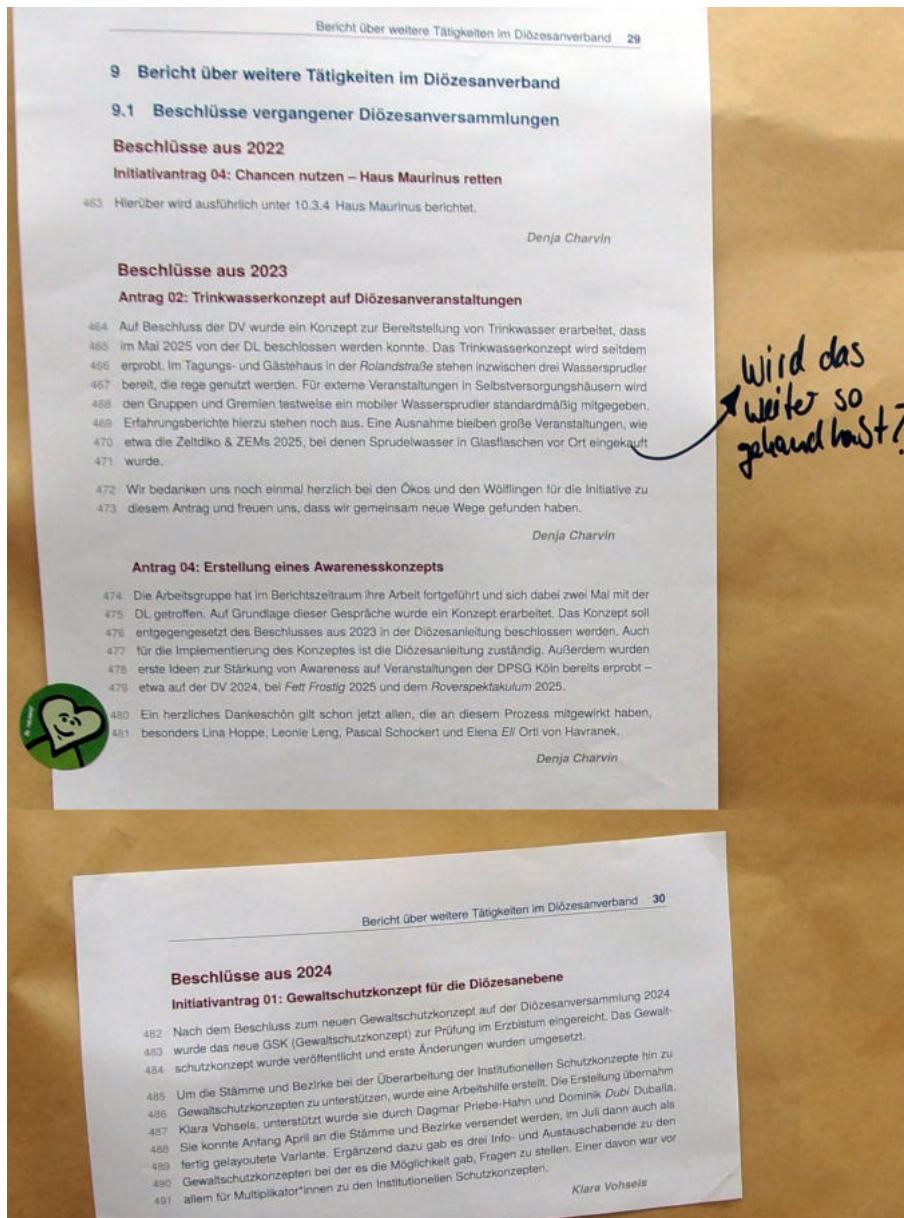 Bericht über weitere Tätigkeiten im Diözesanverband 29
9 Bericht über weitere Tätigkeiten im Diözesanverband
9.1 Beschlüsse vergangener Diözesanversammlungen
Beschlüsse aus 2022
Initiativantrag 04: Chancen nutzen – Haus Maurinus retten
463 Hierüber wird ausführlich unter 10.3.4 Haus Maurinus berichtet.
Denja Charvin
Beschlüsse aus 2023
Antrag 02: Trinkwasserkonzept auf Diözesanveranstaltungen
464 Auf Beschluss der DV wurde ein Konzept zur Bereitstellung von Trinkwasser erarbeitet, dass
465 im Mai 2025 von der DL beschlossen werden konnte. Das Trinkwasserkonzept wird seitdem
466 erprobt. Im Tagungs- und Gästehaus in der Rolandstraße stehen inzwischen drei Wassersprudler
467 bereit, die rege genutzt werden. Für externe Veranstaltungen in Selbstversorgungshäusern wird
468 den Gruppen und Gremien testweise ein mobiler Wassersprudler standardmäßig mitgegeben.
469 Erfahrungsberichte hierzu stehen noch aus. Eine Ausnahme bleiben große Veranstaltungen, wie
470 etwa die Zeltdiko & ZEMs 2025, bei denen Sprudelwasser in Glasflaschen vor Ort eingekauft
471 wurde.
Wird das
weiter so
gehandhabt?
472 Wir bedanken uns noch einmal herzlich bei den Ökos und den Wölflingen für die Initiative zu
473 diesem Antrag und freuen uns, dass wir gemeinsam neue Wege gefunden haben.
Denja Charvin
Antrag 04: Erstellung eines Awarenesskonzepts
474 Die Arbeitsgruppe hat im Berichtszeitraum ihre Arbeit fortgeführt und sich dabei zwei Mal mit der
475 DL getroffen. Auf Grundlage dieser Gespräche wurde ein Konzept erarbeitet. Das Konzept soll
476 entgegengesetzt des Beschlusses aus 2023 in der Diözesanleitung beschlossen werden. Auch
477 für die Implementierung des Konzeptes ist die Diözesanleitung zuständig. Außerdem wurden
478 erste Ideen zur Stärkung von Awareness auf Veranstaltungen der DPSG Köln bereits erprobt –
479 etwa auf der DV 2024, bei Fett Frostig 2025 und dem Roverspektakulum 2025.
480 Ein herzliches Dankeschön gilt schon jetzt allen, die an diesem Prozess mitgewirkt haben,
481 besonders Lina Hoppe, Leonie Leng, Pascal Schockert und Elena Eli Ortl von Havranek.
Denja Charvin
Bericht über weitere Tätigkeiten im Diözesanverband 30
Beschlüsse aus 2024
Initiativantrag 01: Gewaltschutzkonzept für die Diözesanebene
482 Nach dem Beschluss zum neuen Gewaltschutzkonzept auf der Diözesanversammlung 2024
483 wurde das neue GSK (Gewaltschutzkonzept) zur Prüfung im Erzbistum eingereicht. Das Gewalt-
484 schutzkonzept wurde veröffentlicht und erste Änderungen wurden umgesetzt.
485 Um die Stämme und Bezirke bei der Überarbeitung der Institutionellen Schutzkonzepte hin zu
486 Gewaltschutzkonzepten zu unterstützen, wurde eine Arbeitshilfe erstellt. Die Erstellung übernahm
487 Klara Vohseis, unterstützt wurde sie durch Dagmar Priebe-Hahn und Dominik Dubi Duballa.
488 Sie konnte Anfang April an die Stämme und Bezirke versendet werden, im Juli dann auch als
489 fertig gelayoutete Variante. Ergänzend dazu gab es drei Info- und Austauschabende zu den
490 Gewaltschutzkonzepten bei der es die Möglichkeit gab, Fragen zu stellen. Einer davon war vor
491 allem für Multiplikator*innen zu den Institutionellen Schutzkonzepten.
Klara Vohseis